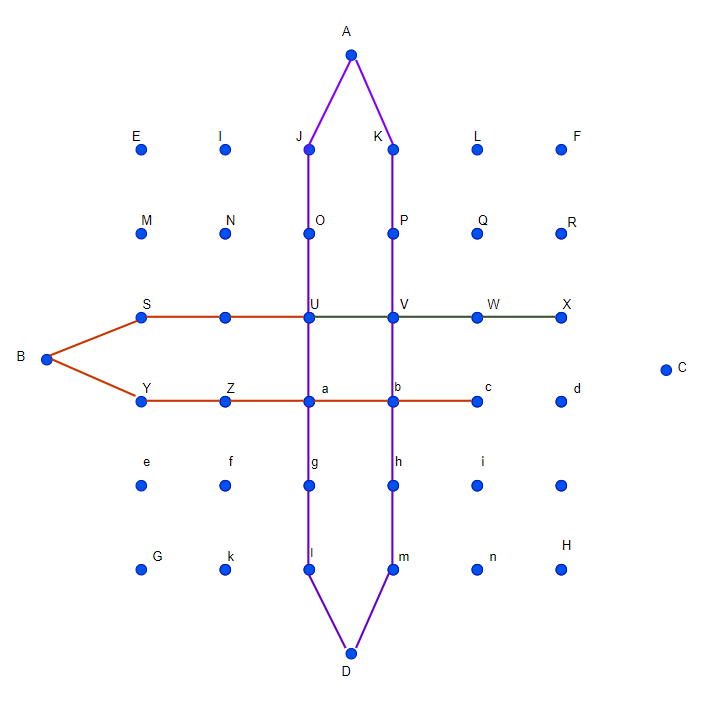 A
E I J K L F
M N O P Q R
S U V W X
B
C
Y Z a b c d
e f g h i
G k l m n H
D